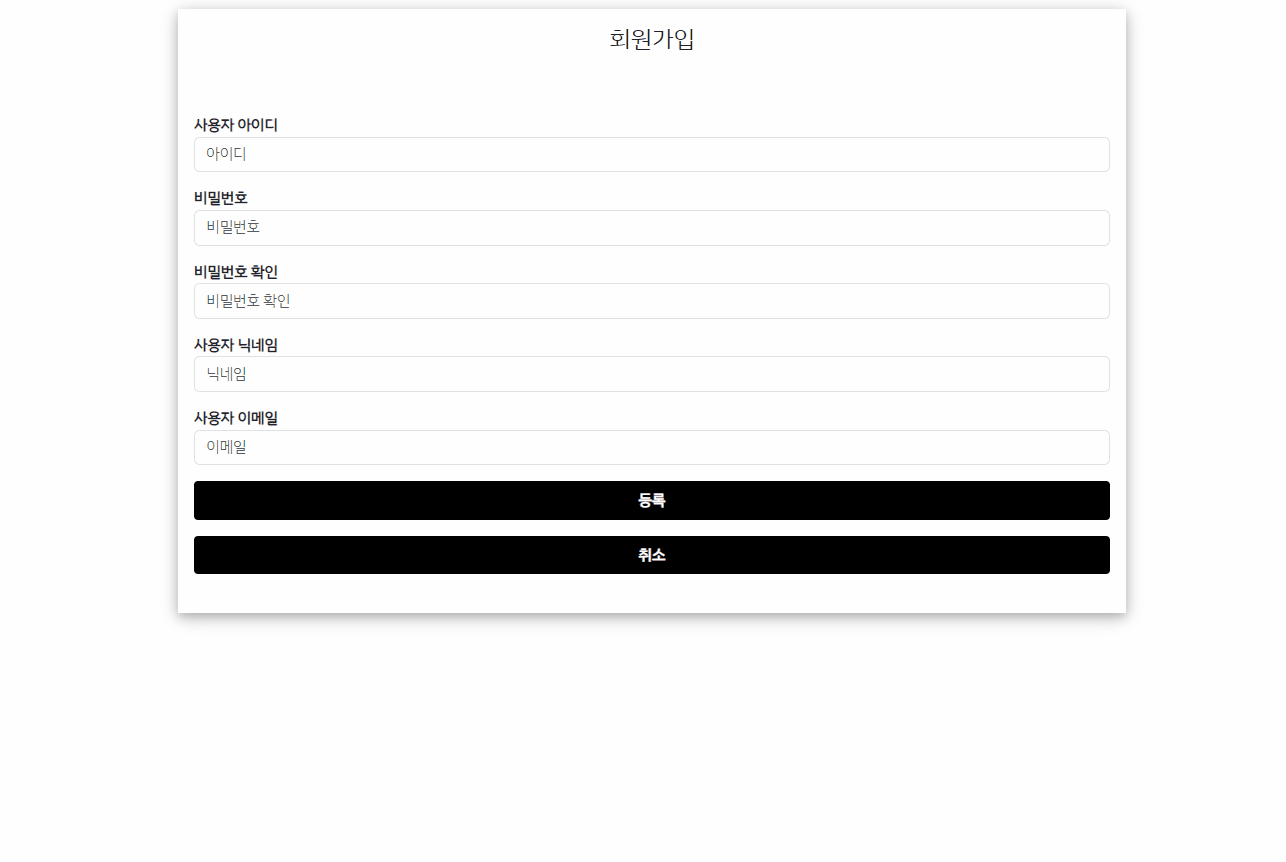 회원가입
사용자 아이디
아이디
비밀번호
비밀번호
비밀번호 확인
비밀번호 확인
사용자 닉네임
닉네임
사용자 이메일
이메일
등록
취소